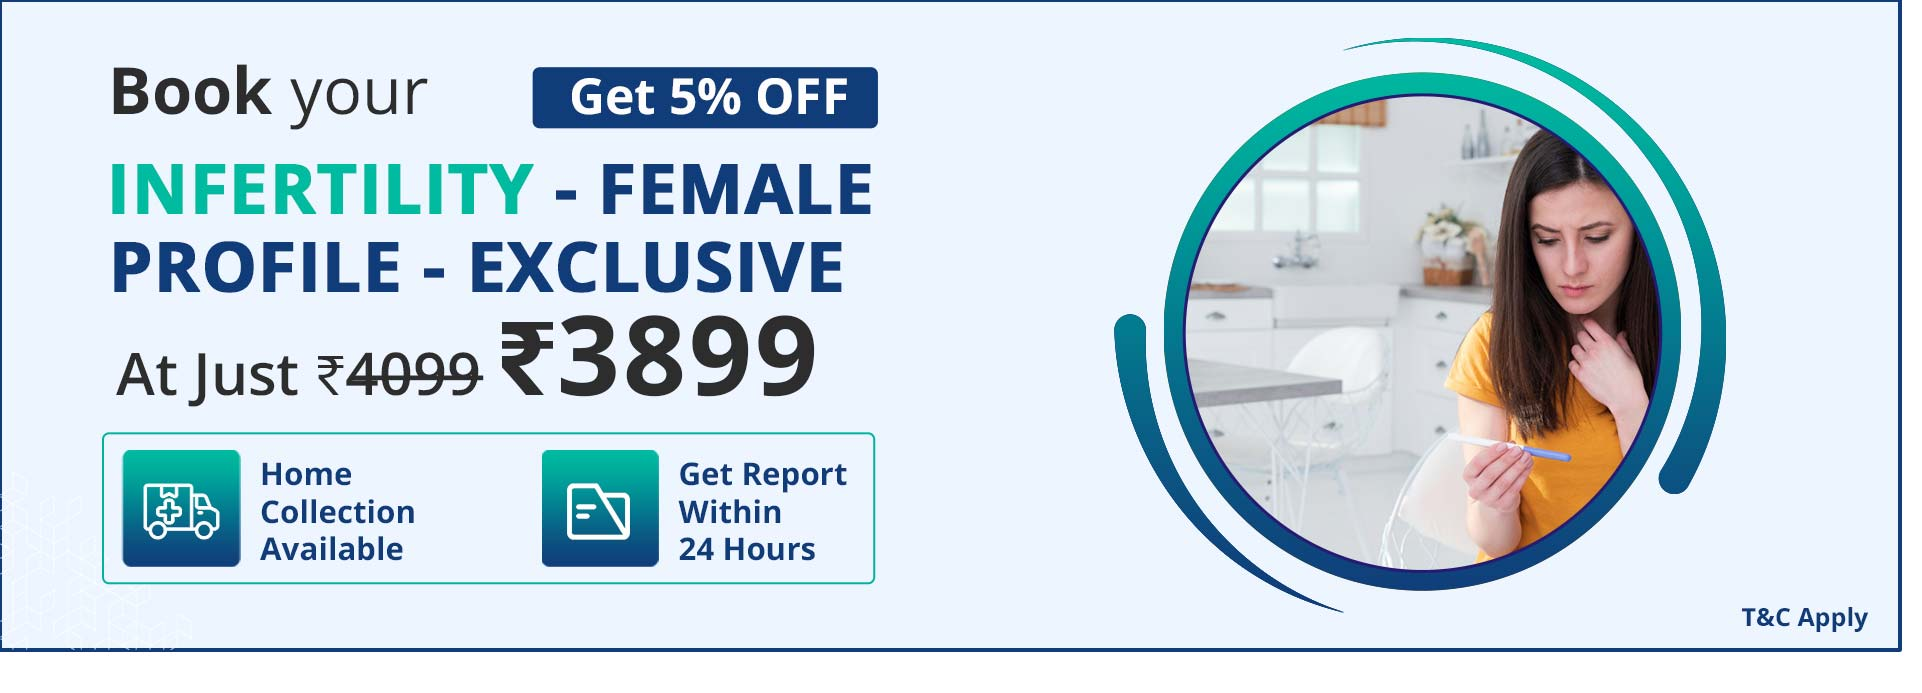 Book your
Get 5% OFF
INFERTILITY - FEMALE
PROFILE - EXCLUSIVE
At Just ₹4099 ₹3899
Home
Collection
Available
Get Report
Within
24 Hours
T&C Apply